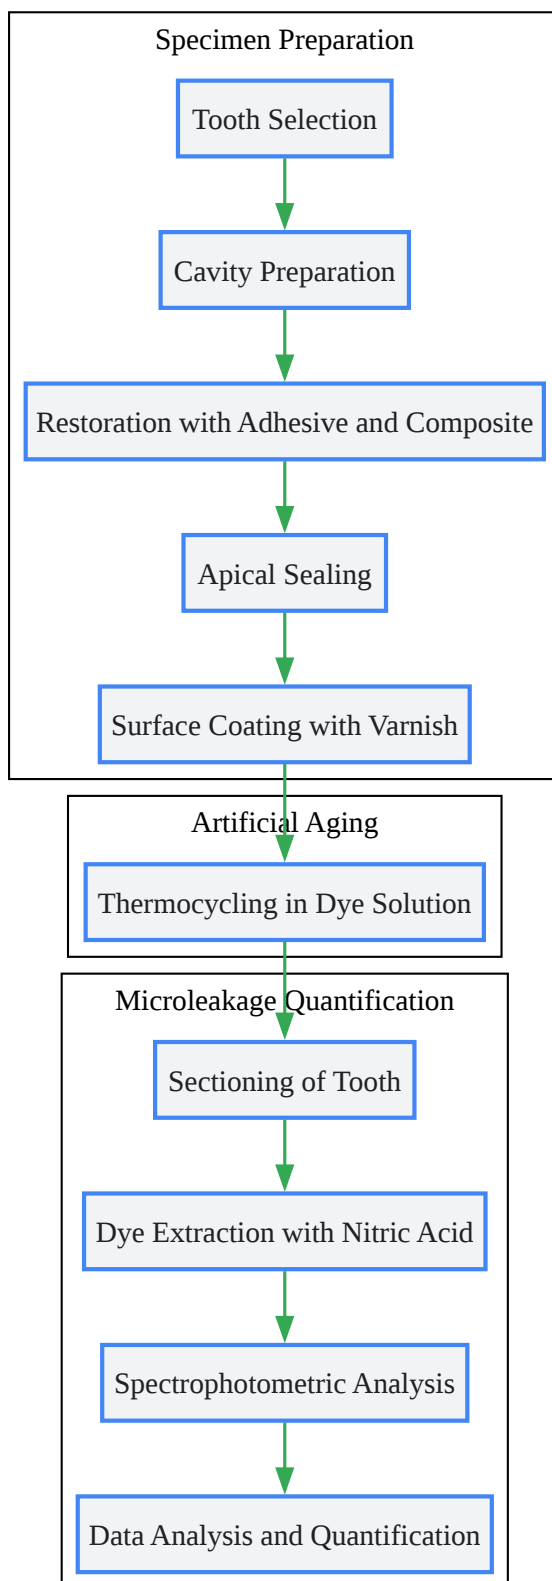 Specimen Preparation
Tooth Selection
Cavity Preparation
Restoration with Adhesive and Composite
Apical Sealing
Surface Coating with Varnish
Artificial Aging
Thermocycling in Dye Solution
Microleakage Quantification
Sectioning of Tooth
Dye Extraction with Nitric Acid
Spectrophotometric Analysis
Data Analysis and Quantification